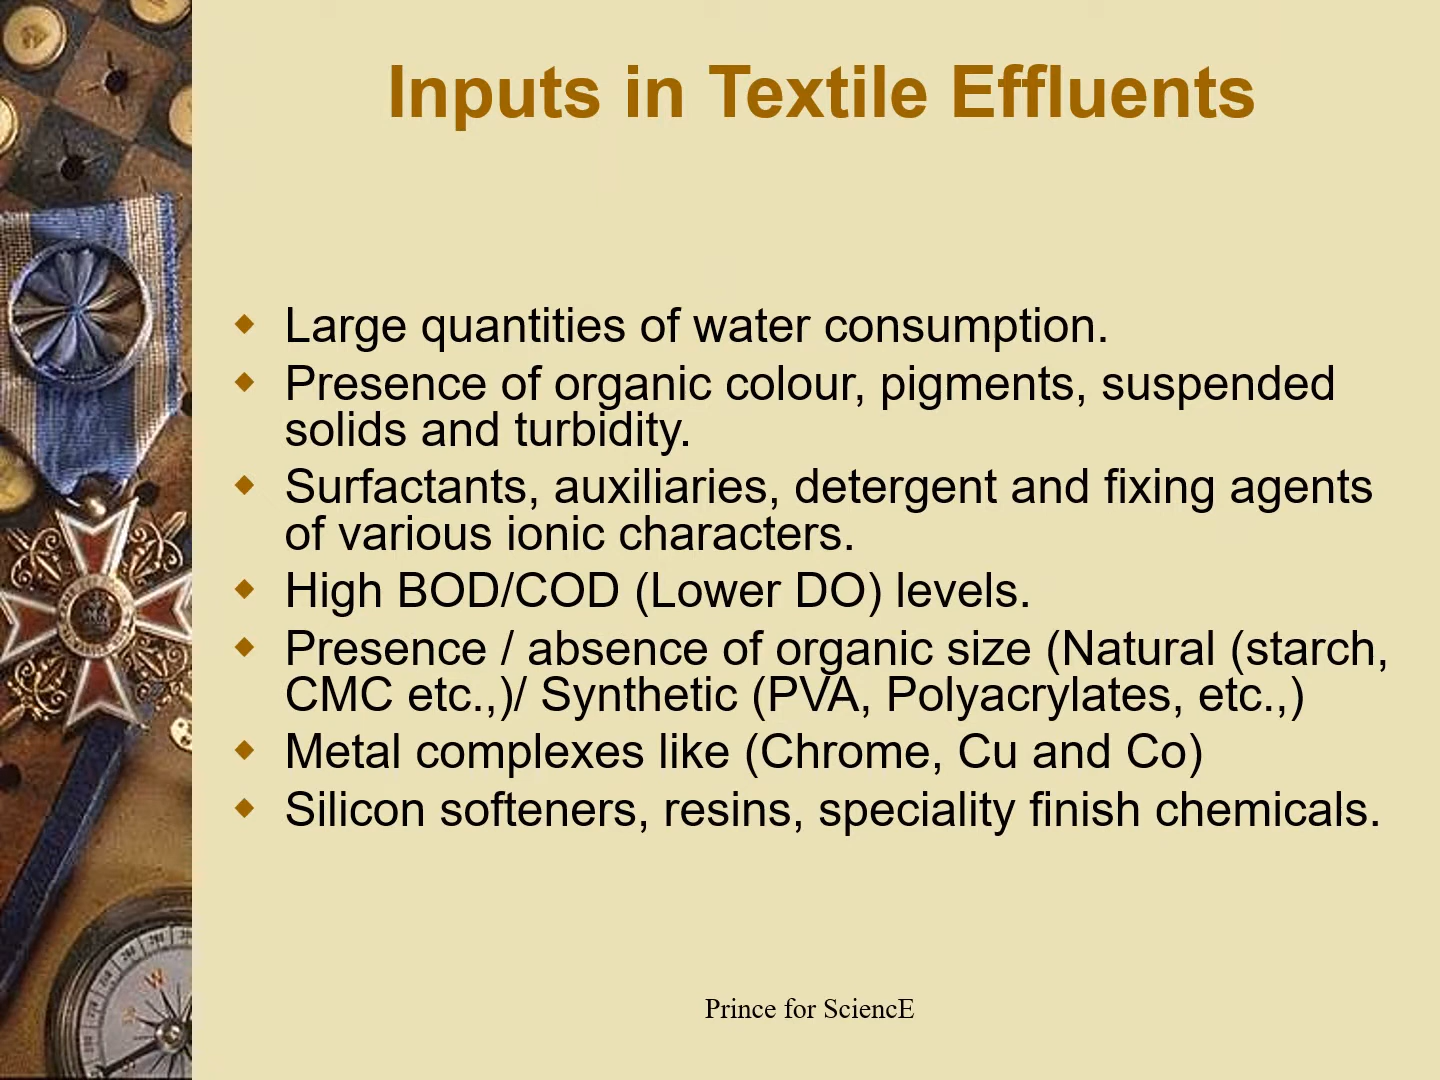 Inputs in Textile Effluents
Large quantities of water consumption.
Presence of organic colour, pigments, suspended
solids and turbidity.
Surfactants, auxiliaries, detergent and fixing agents
of various ionic characters.
High BOD/COD (Lower DO) levels.
Presence / absence of organic size (Natural (starch,
CMC etc.,)/ Synthetic (PVA, Polyacrylates, etc.,)
Metal complexes like (Chrome, Cu and Co)
Silicon softeners, resins, speciality finish chemicals.
Prince for SciencE